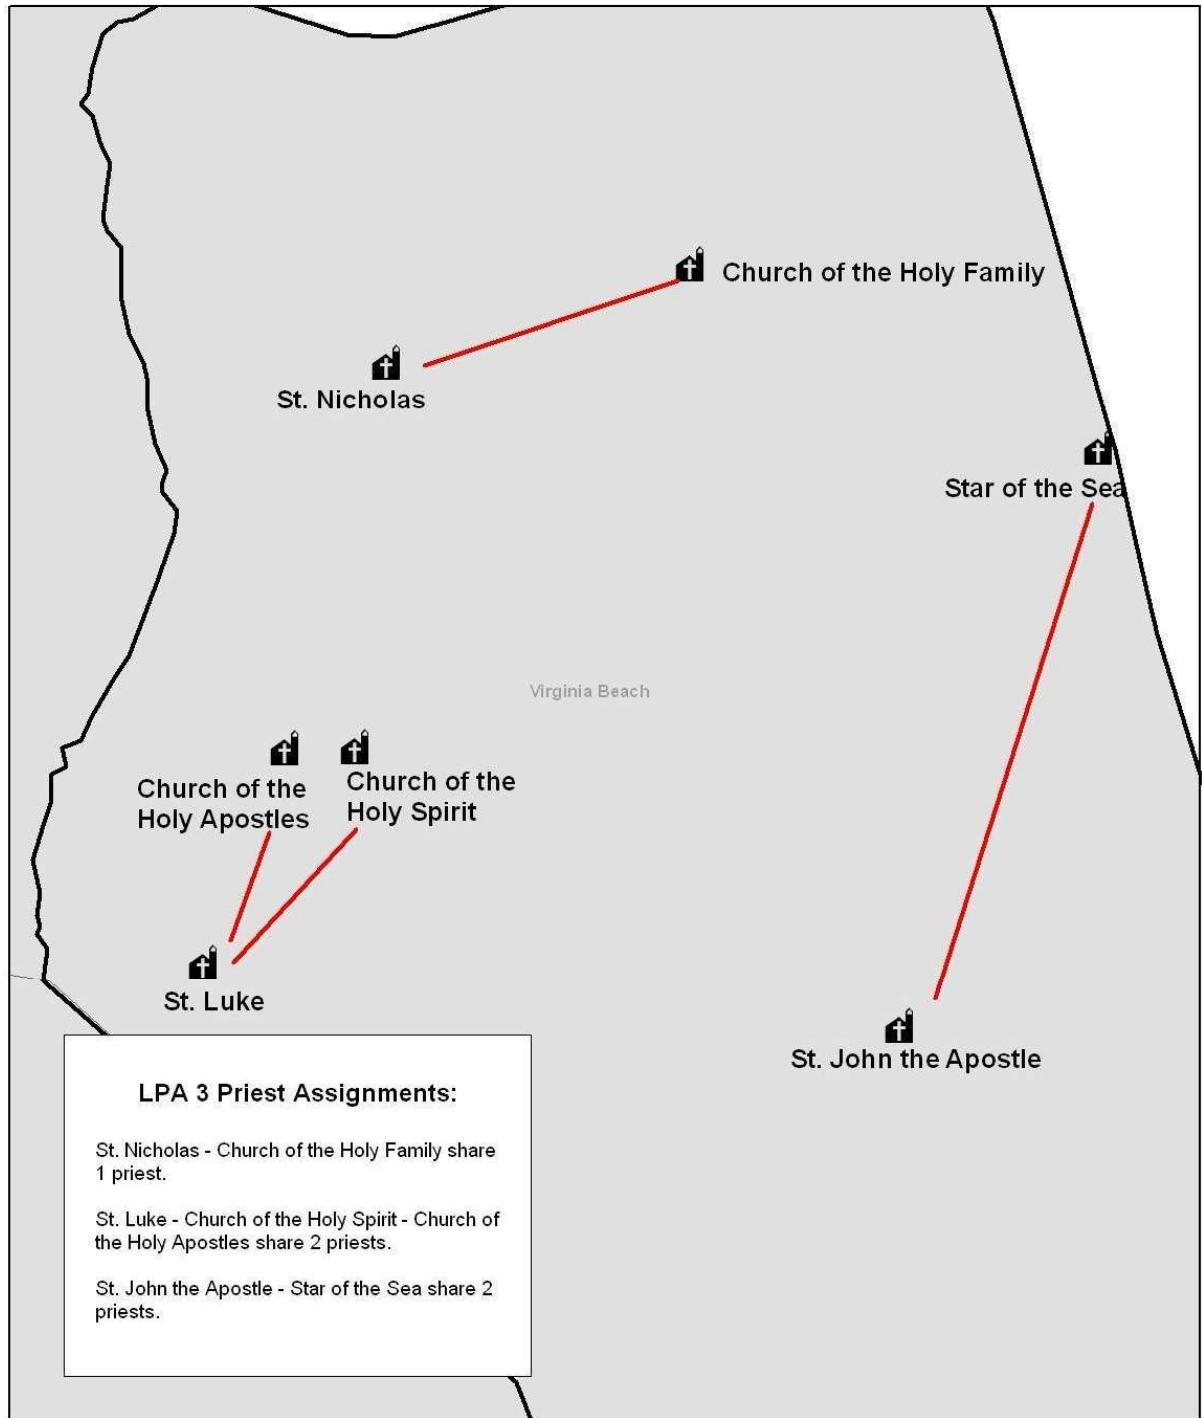 Church of the Holy Family
St. Nicholas
Star of the Sea
Virginia Beach
Church of the
Holy Apostles
Church of the
Holy Spirit
St. Luke
St. John the Apostle
LPA 3 Priest Assignments:
St. Nicholas - Church of the Holy Family share
1 priest.
St. Luke - Church of the Holy Spirit - Church of
the Holy Apostles share 2 priests.
St. John the Apostle - Star of the Sea share 2
priests.